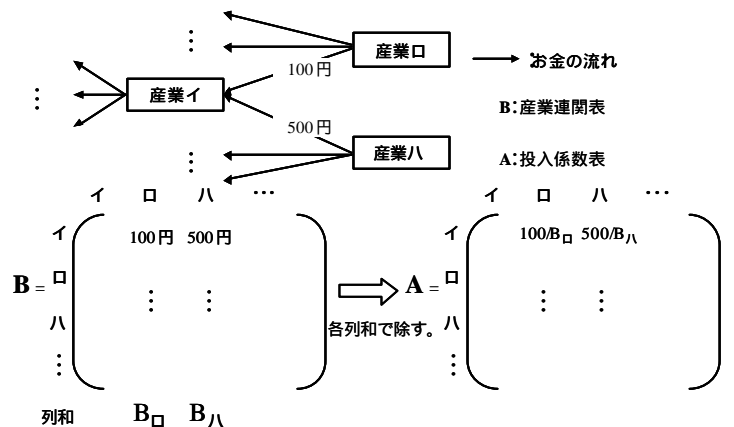 ⋮
産業ロ
お金の流れ
100円
⋮
産業イ
B:産業連関表
500円
⋮
産業ハ
A:投入係数表
イ ロ ハ …
イ ロ ハ …
イ 100円 500円
イ 100/Bロ 500/Bハ
B = ロ
A = ロ
⋮ ⋮
⋮ ⋮
ハ
各列和で除す。
ハ
⋮
⋮
列和 Bロ Bハ